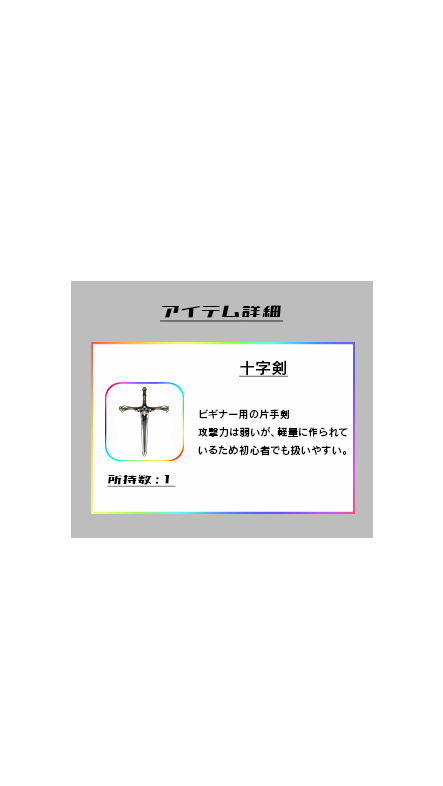 アイテム詳細
十字剣
ビギナー用の片手剣
攻撃力は弱いが、軽量に作られて
いるため初心者でも扱いやすい。
所持数:1